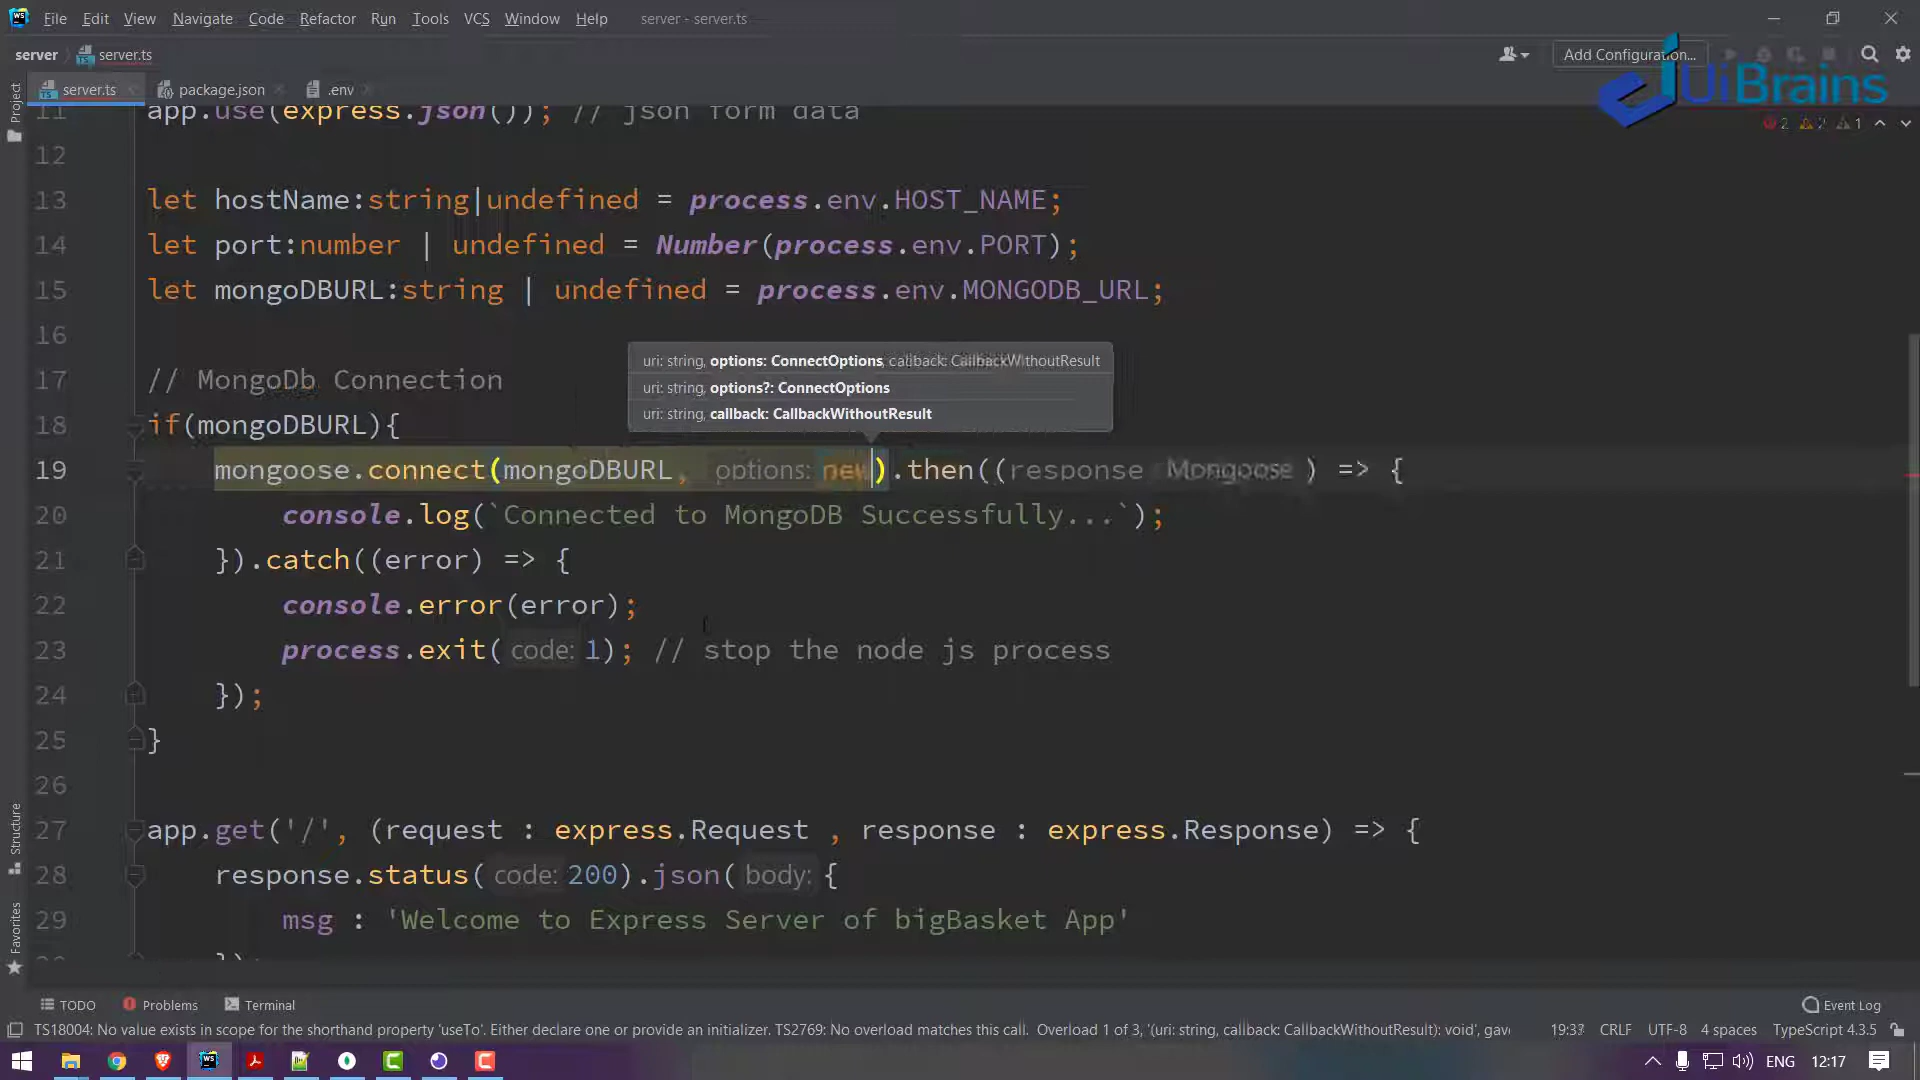 File Edit View Navigate Code Refactor Run Tools VCS Window Help server - server.ts
server server.ts Add Configuration...
UiBrains
server.ts package.json .env
Project
2 2 1
11 app.use(express.json()); // json form data
12
13 let hostName:string|undefined = process.env.HOST_NAME;
14 let port:number | undefined = Number(process.env.PORT);
15 let mongoDBURL:string | undefined = process.env.MONGODB_URL;
16
uri: string, options: ConnectOptions, callback: CallbackWithoutResult
uri: string, options?: ConnectOptions
uri: string, callback: CallbackWithoutResult
17 // MongoDb Connection
18 if(mongoDBURL){
19 mongoose.connect(mongoDBURL, options: new).then((response Mongoose ) => {
20 console.log(`Connected to MongoDB Successfully...`);
21 }).catch((error) => {
22 console.error(error);
23 process.exit( code: 1); // stop the node js process
24 });
25 }
26
27 app.get('/', (request : express.Request , response : express.Response) => {
28 response.status( code: 200).json( body: {
29 msg : 'Welcome to Express Server of bigBasket App'
Structure
Favorites
TODO Problems Terminal Event Log
TS18004: No value exists in scope for the shorthand property 'useTo'. Either declare one or provide an initializer. TS2769: No overload matches this call. Overload 1 of 3, '(uri: string, callback: CallbackWithoutResult): void', gave 19:33 CRLF UTF-8 4 spaces TypeScript 4.3.5
ENG 12:17